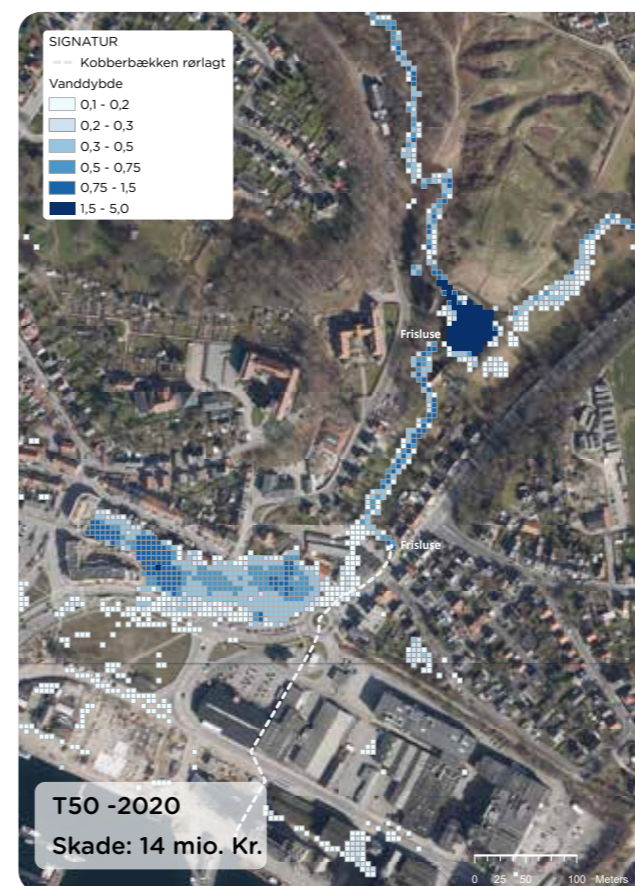 SIGNATUR
Kobberbækken rørlagt
Vanddybde
0,1 - 0,2
0,2 - 0,3
0,3 - 0,5
0,5 - 0,75
0,75 - 1,5
1,5 - 5,0
Frisluse
Frisluse
T50 -2020
Skade: 14 mio. Kr.
0 25 50 100 Meters